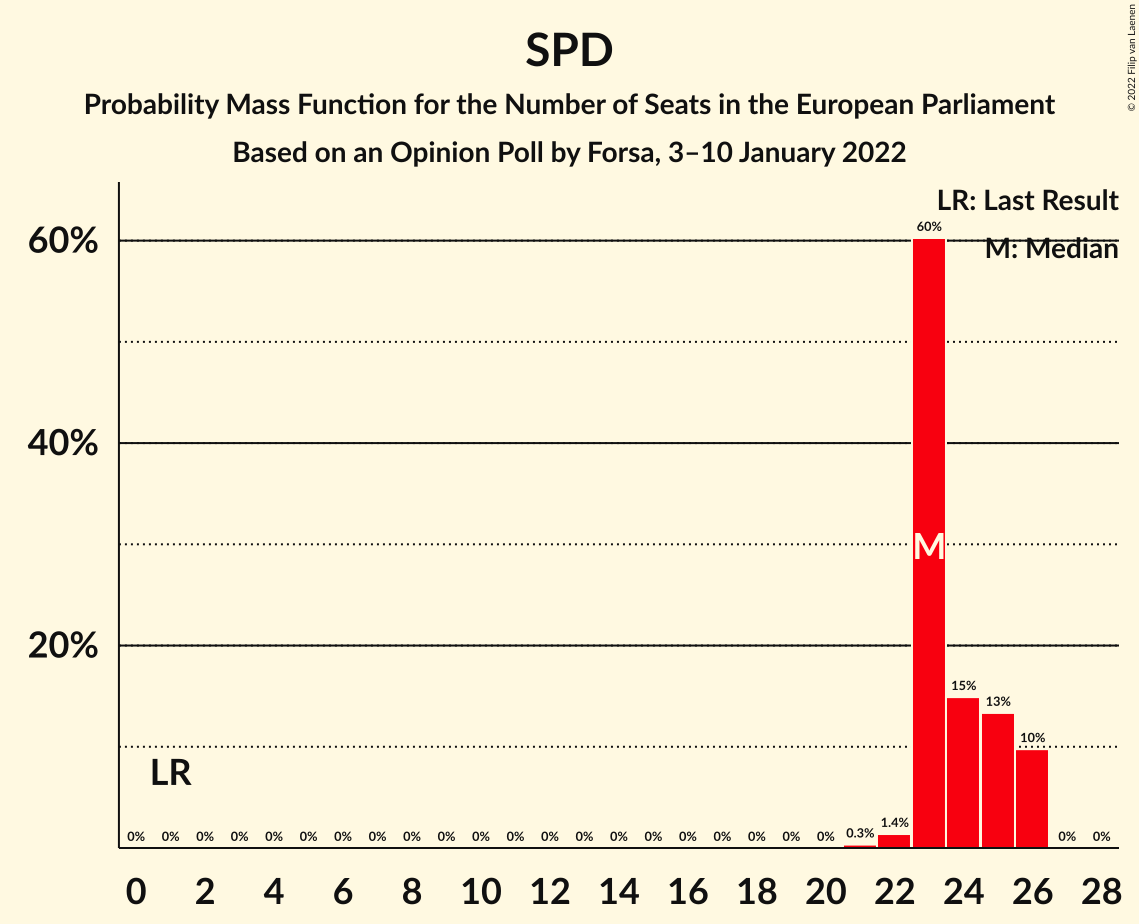 SPD
Probability Mass Function for the Number of Seats in the European Parliament
Based on an Opinion Poll by Forsa, 3–10 January 2022
© 2022 Filip van Laenen
LR: Last Result
M: Median
60%
40%
20%
60%
M
15%
13%
10%
LR
0% 0% 0% 0% 0% 0% 0% 0% 0% 0% 0% 0% 0% 0% 0% 0% 0% 0% 0% 0% 0% 0.3% 1.4% 0% 0%
0 2 4 6 8 10 12 14 16 18 20 22 24 26 28